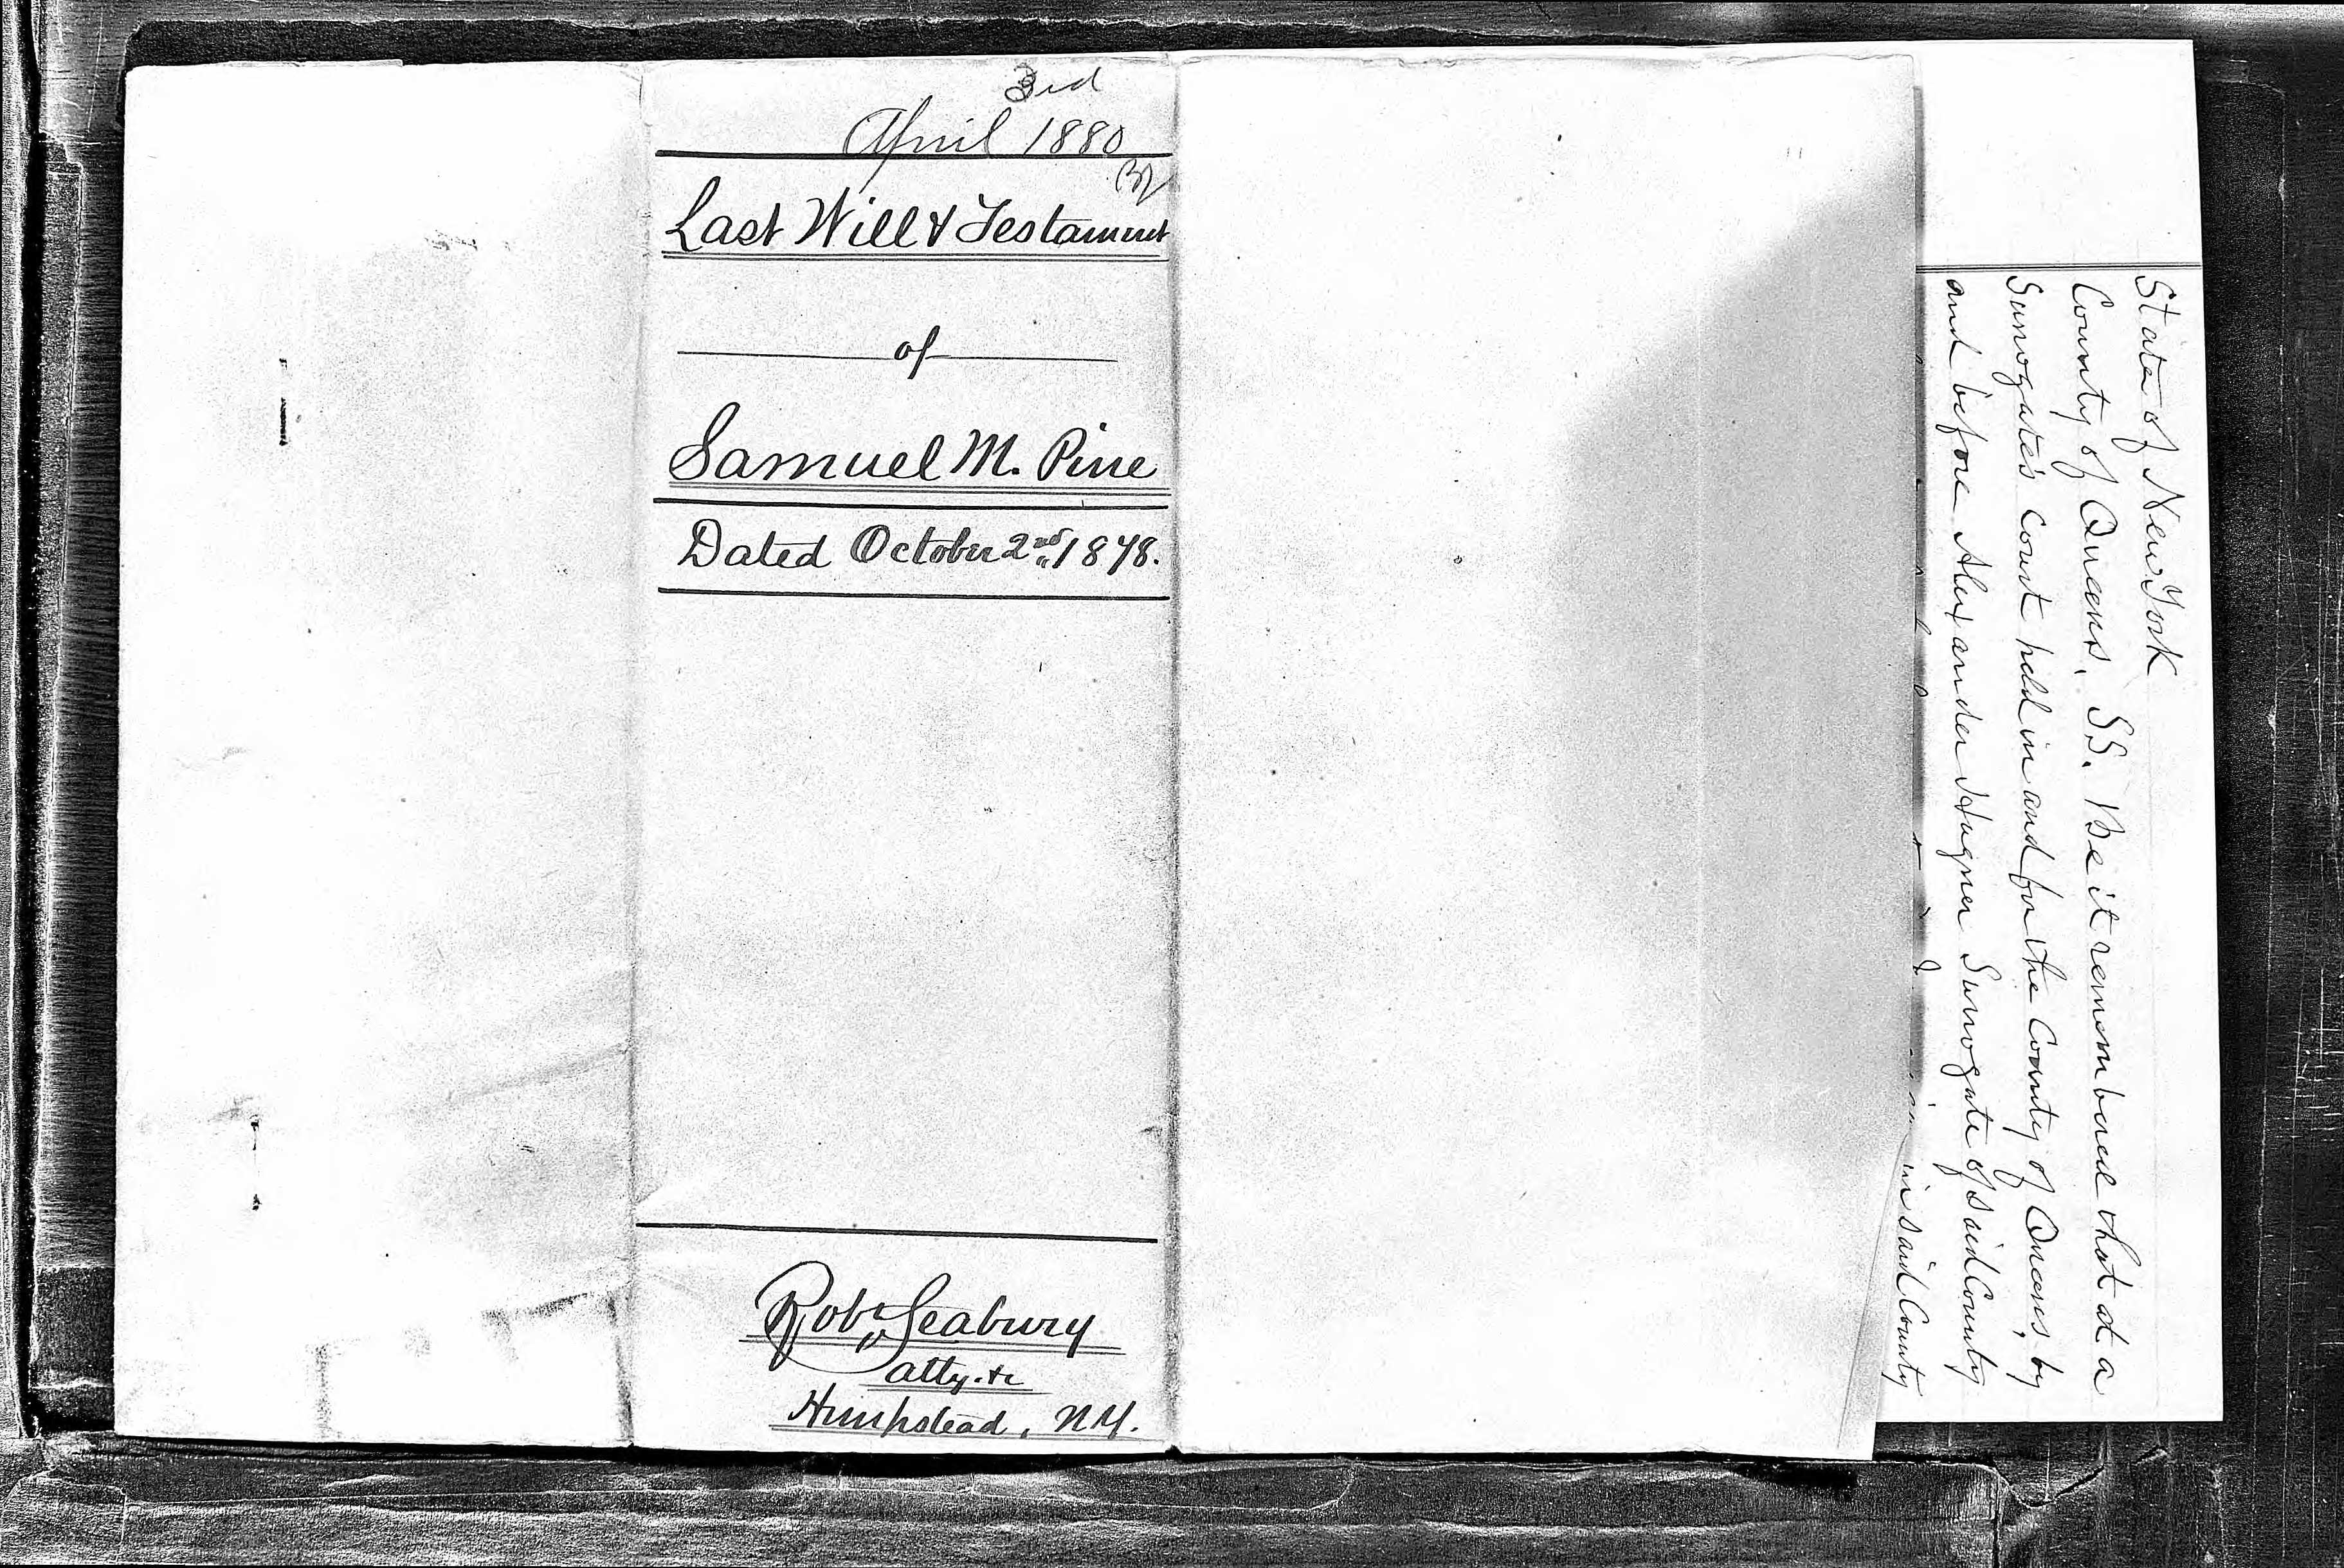 3rd
April 1880
Last Will & Testament
of
Samuel M. Pine
Dated October 2nd 1878.
Robt Seabury
atty. &c
Hempstead, N.Y.
State of New York
County of Queens, SS. Be it remembered that at a
Surrogate's Court held in and for the County of Queens, by
and before Alexander Hagner Surrogate of said County
in said County